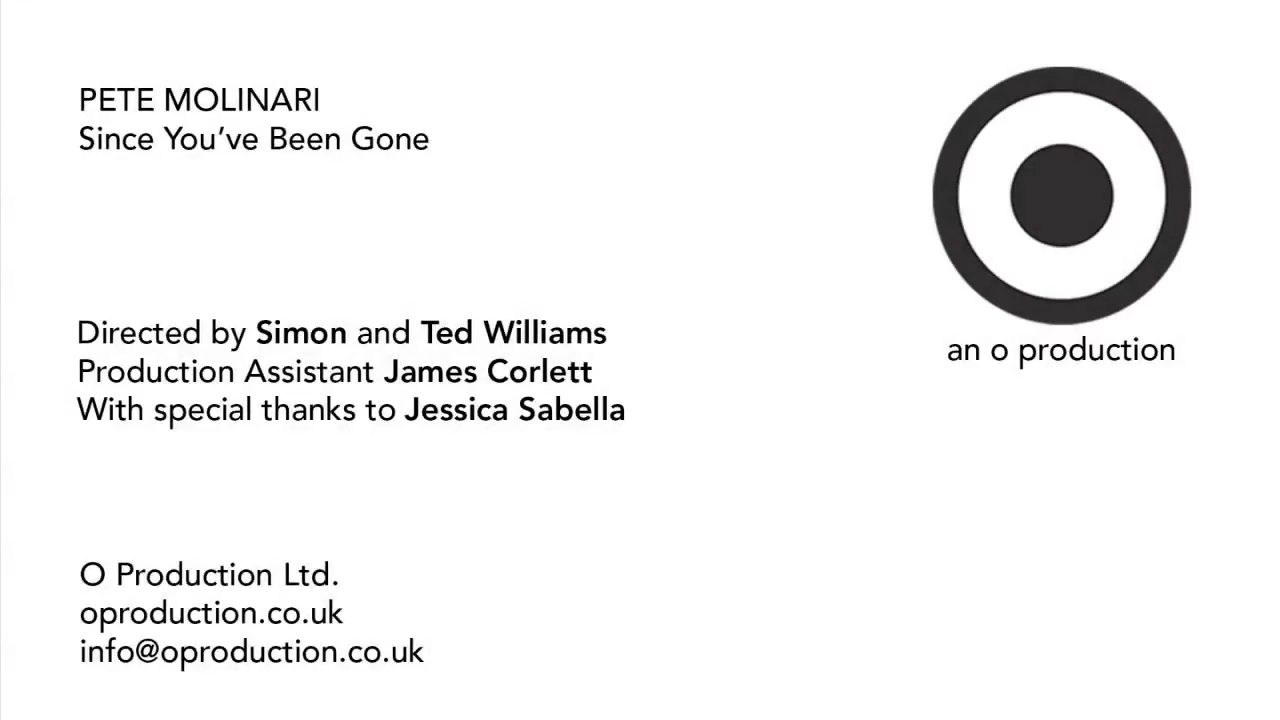 PETE MOLINARI
Since You’ve Been Gone
Directed by Simon and Ted Williams
Production Assistant James Corlett
With special thanks to Jessica Sabella
an o production
O Production Ltd.
oproduction.co.uk
info@oproduction.co.uk